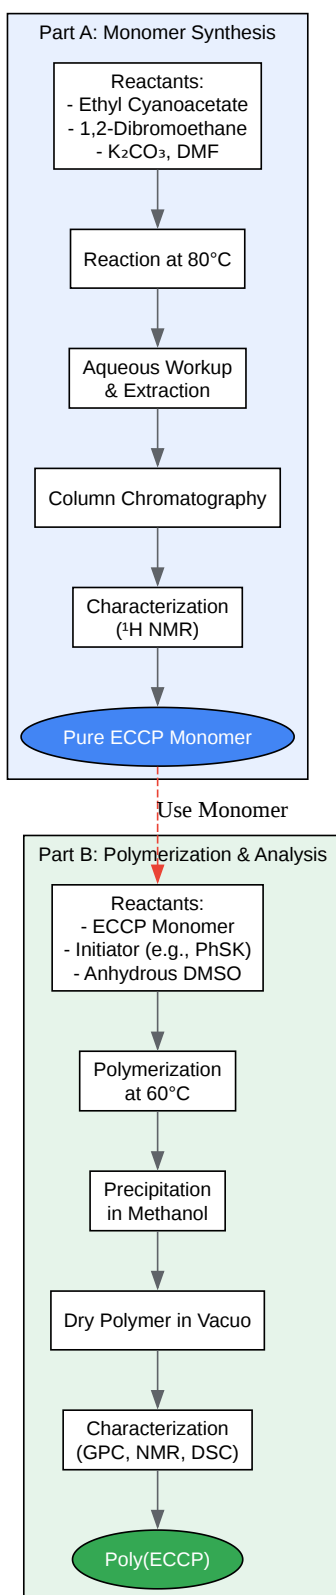 Part A: Monomer Synthesis
Reactants:
- Ethyl Cyanoacetate
- 1,2-Dibromoethane
- K₂CO₃, DMF
Reaction at 80°C
Aqueous Workup
& Extraction
Column Chromatography
Characterization
(¹H NMR)
Pure ECCP Monomer
Use Monomer
Part B: Polymerization & Analysis
Reactants:
- ECCP Monomer
- Initiator (e.g., PhSK)
- Anhydrous DMSO
Polymerization
at 60°C
Precipitation
in Methanol
Dry Polymer in Vacuo
Characterization
(GPC, NMR, DSC)
Poly(ECCP)